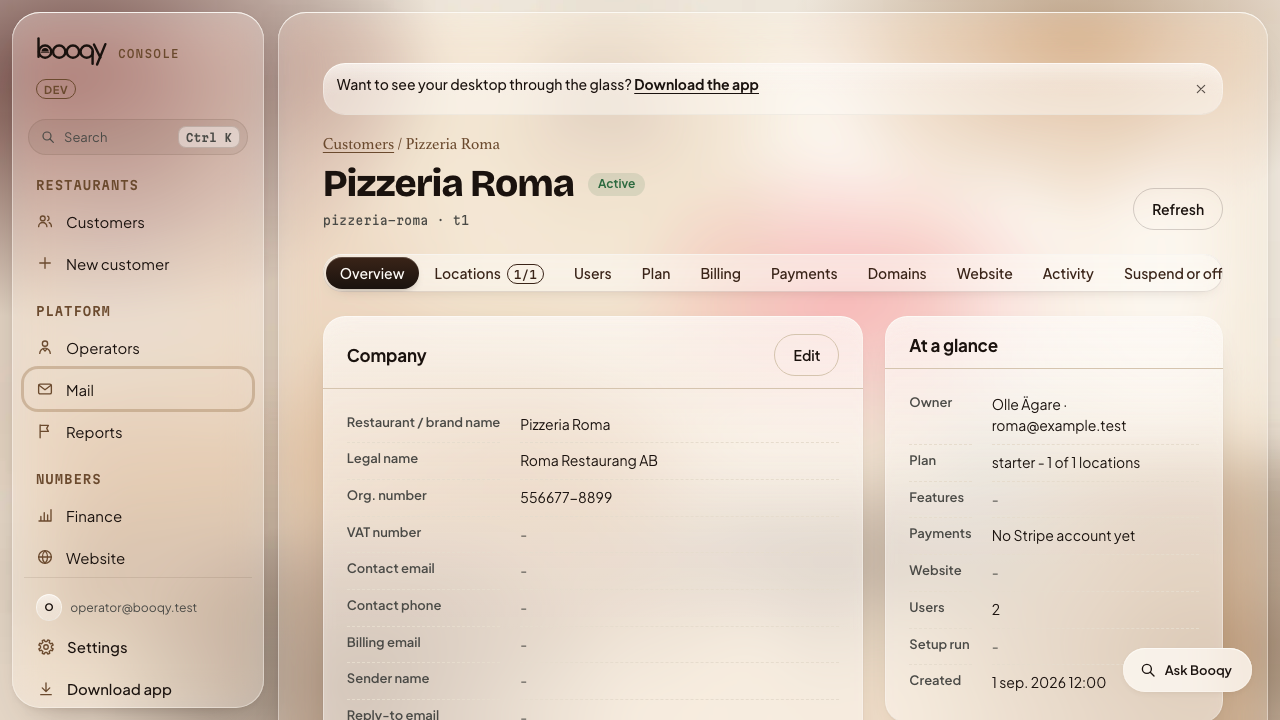 booqy CONSOLE
DEV
Search Ctrl K
RESTAURANTS
Customers
New customer
PLATFORM
Operators
Mail
Reports
NUMBERS
Finance
Website
O operator@booqy.test
Settings
Download app
Want to see your desktop through the glass? Download the app
Customers / Pizzeria Roma
Pizzeria Roma Active
pizzeria-roma · t1
Refresh
Overview Locations 1/1 Users Plan Billing Payments Domains Website Activity Suspend or off
Company Edit
Restaurant / brand name Pizzeria Roma
Legal name Roma Restaurang AB
Org. number 556677-8899
VAT number -
Contact email -
Contact phone -
Billing email -
Sender name -
Reply-to email -
At a glance
Owner Olle Ägare ·
roma@example.test
Plan starter - 1 of 1 locations
Features -
Payments No Stripe account yet
Website -
Users 2
Setup run -
Created 1 sep. 2026 12:00
Ask Booqy